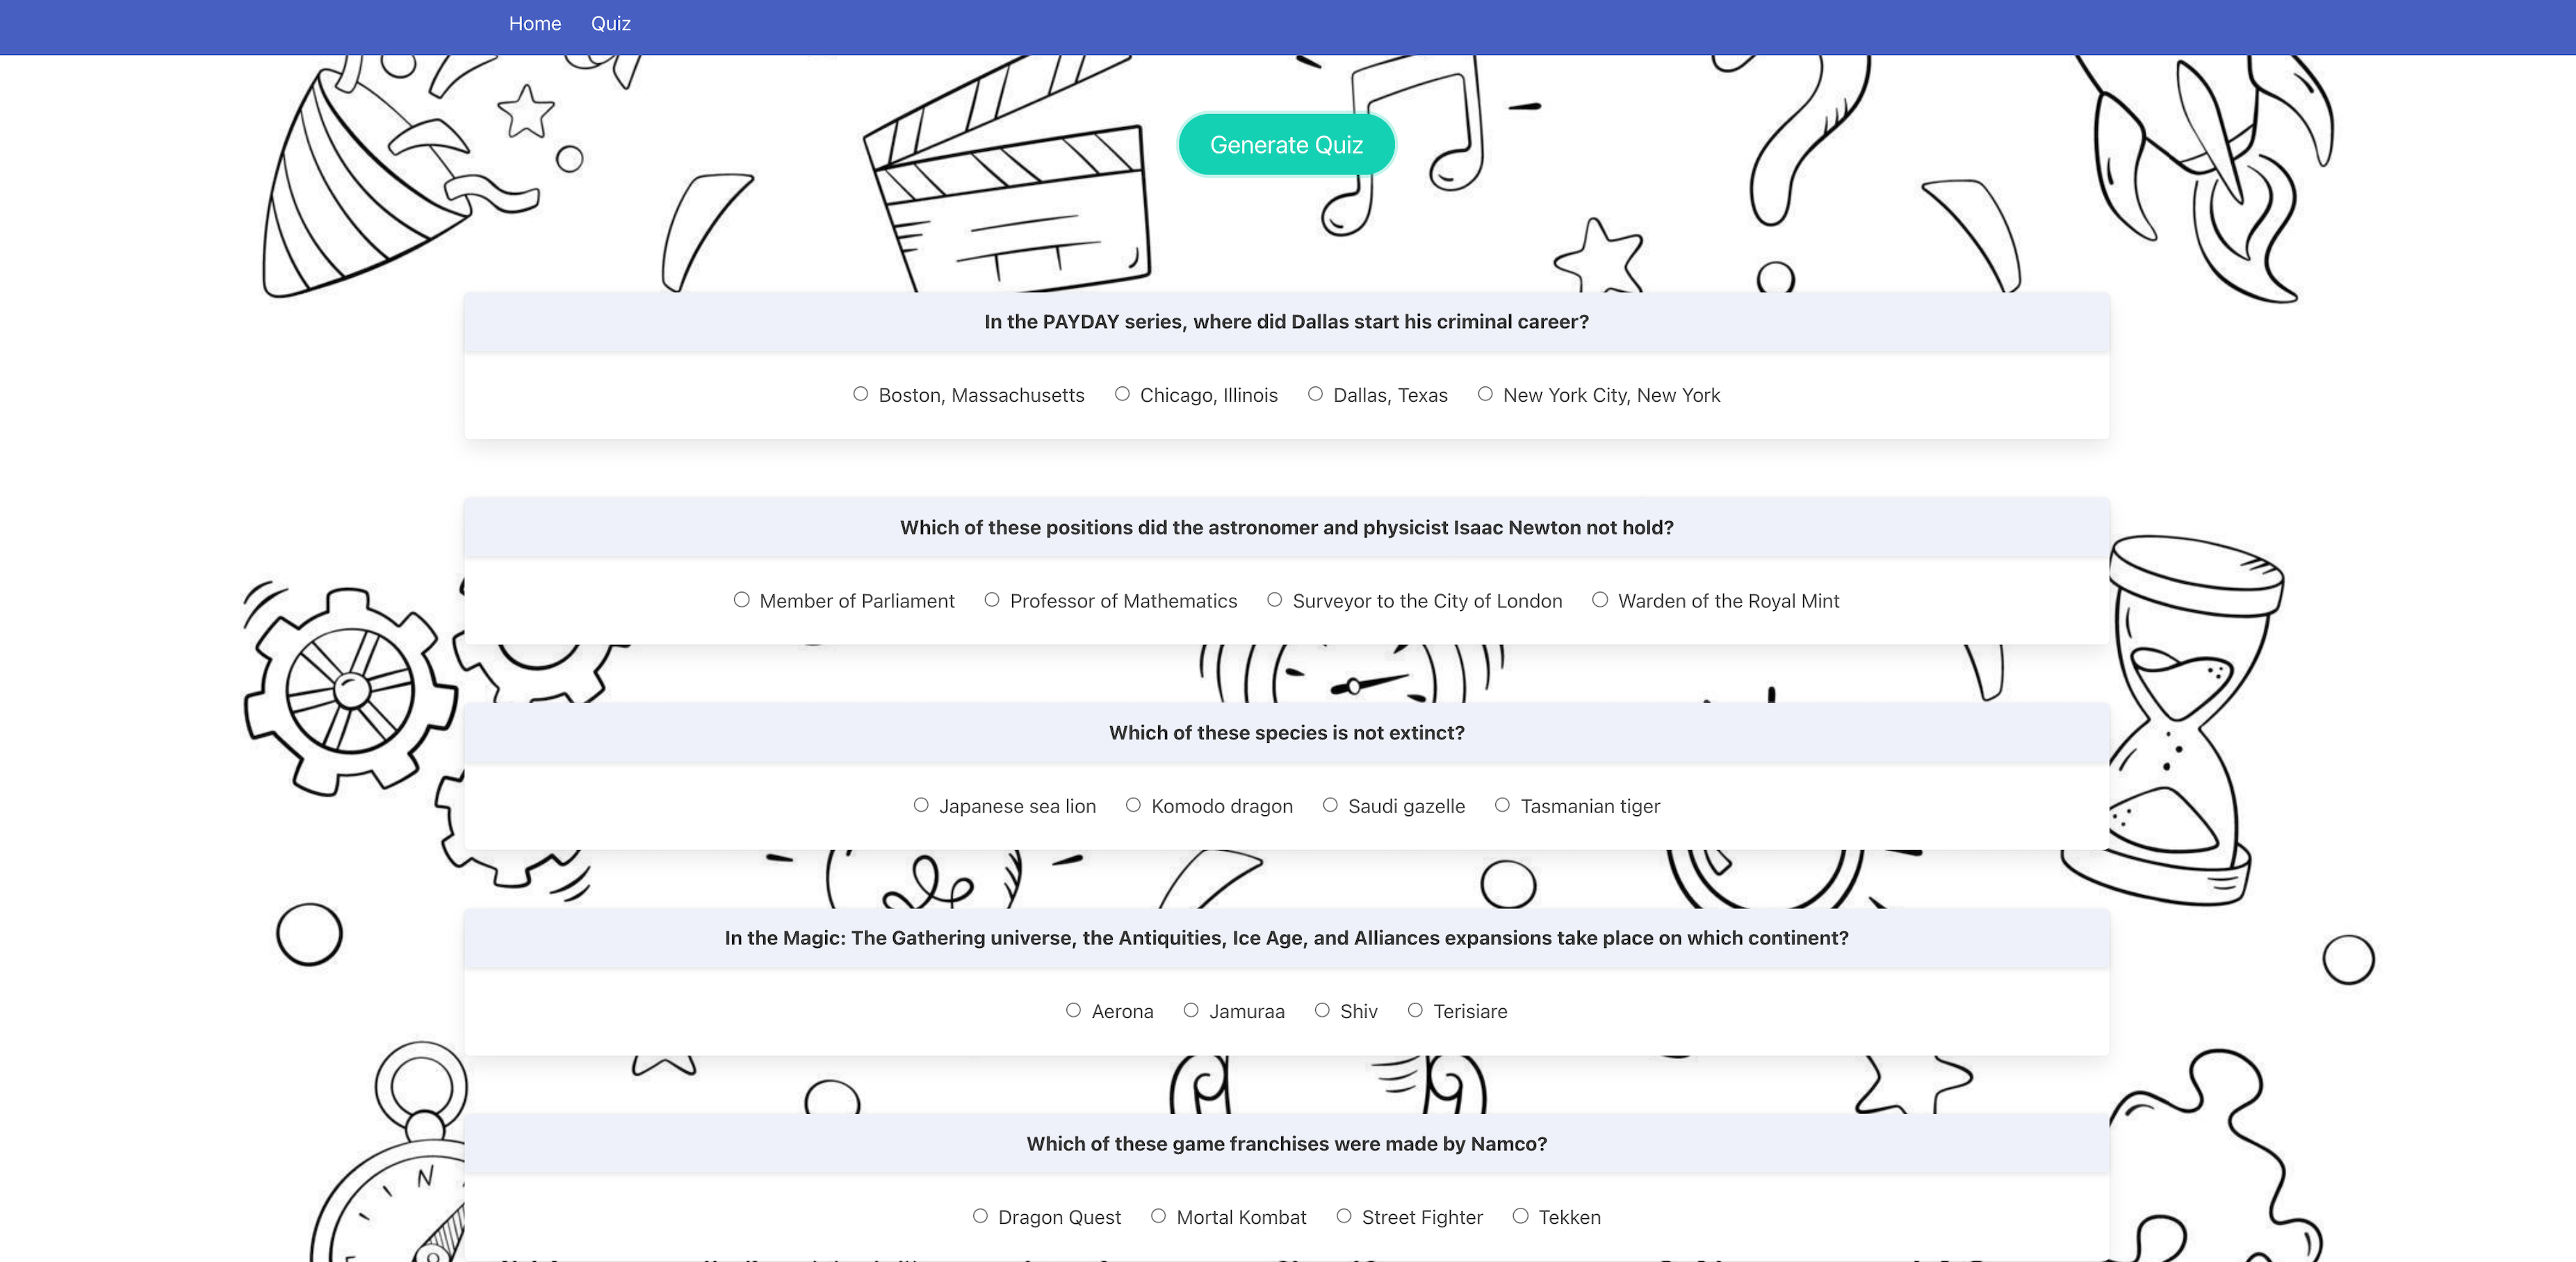 Home Quiz
Generate Quiz
In the PAYDAY series, where did Dallas start his criminal career?
Boston, Massachusetts Chicago, Illinois Dallas, Texas New York City, New York
Which of these positions did the astronomer and physicist Isaac Newton not hold?
Member of Parliament Professor of Mathematics Surveyor to the City of London Warden of the Royal Mint
Which of these species is not extinct?
Japanese sea lion Komodo dragon Saudi gazelle Tasmanian tiger
In the Magic: The Gathering universe, the Antiquities, Ice Age, and Alliances expansions take place on which continent?
Aerona Jamuraa Shiv Terisiare
N
Which of these game franchises were made by Namco?
Dragon Quest Mortal Kombat Street Fighter Tekken